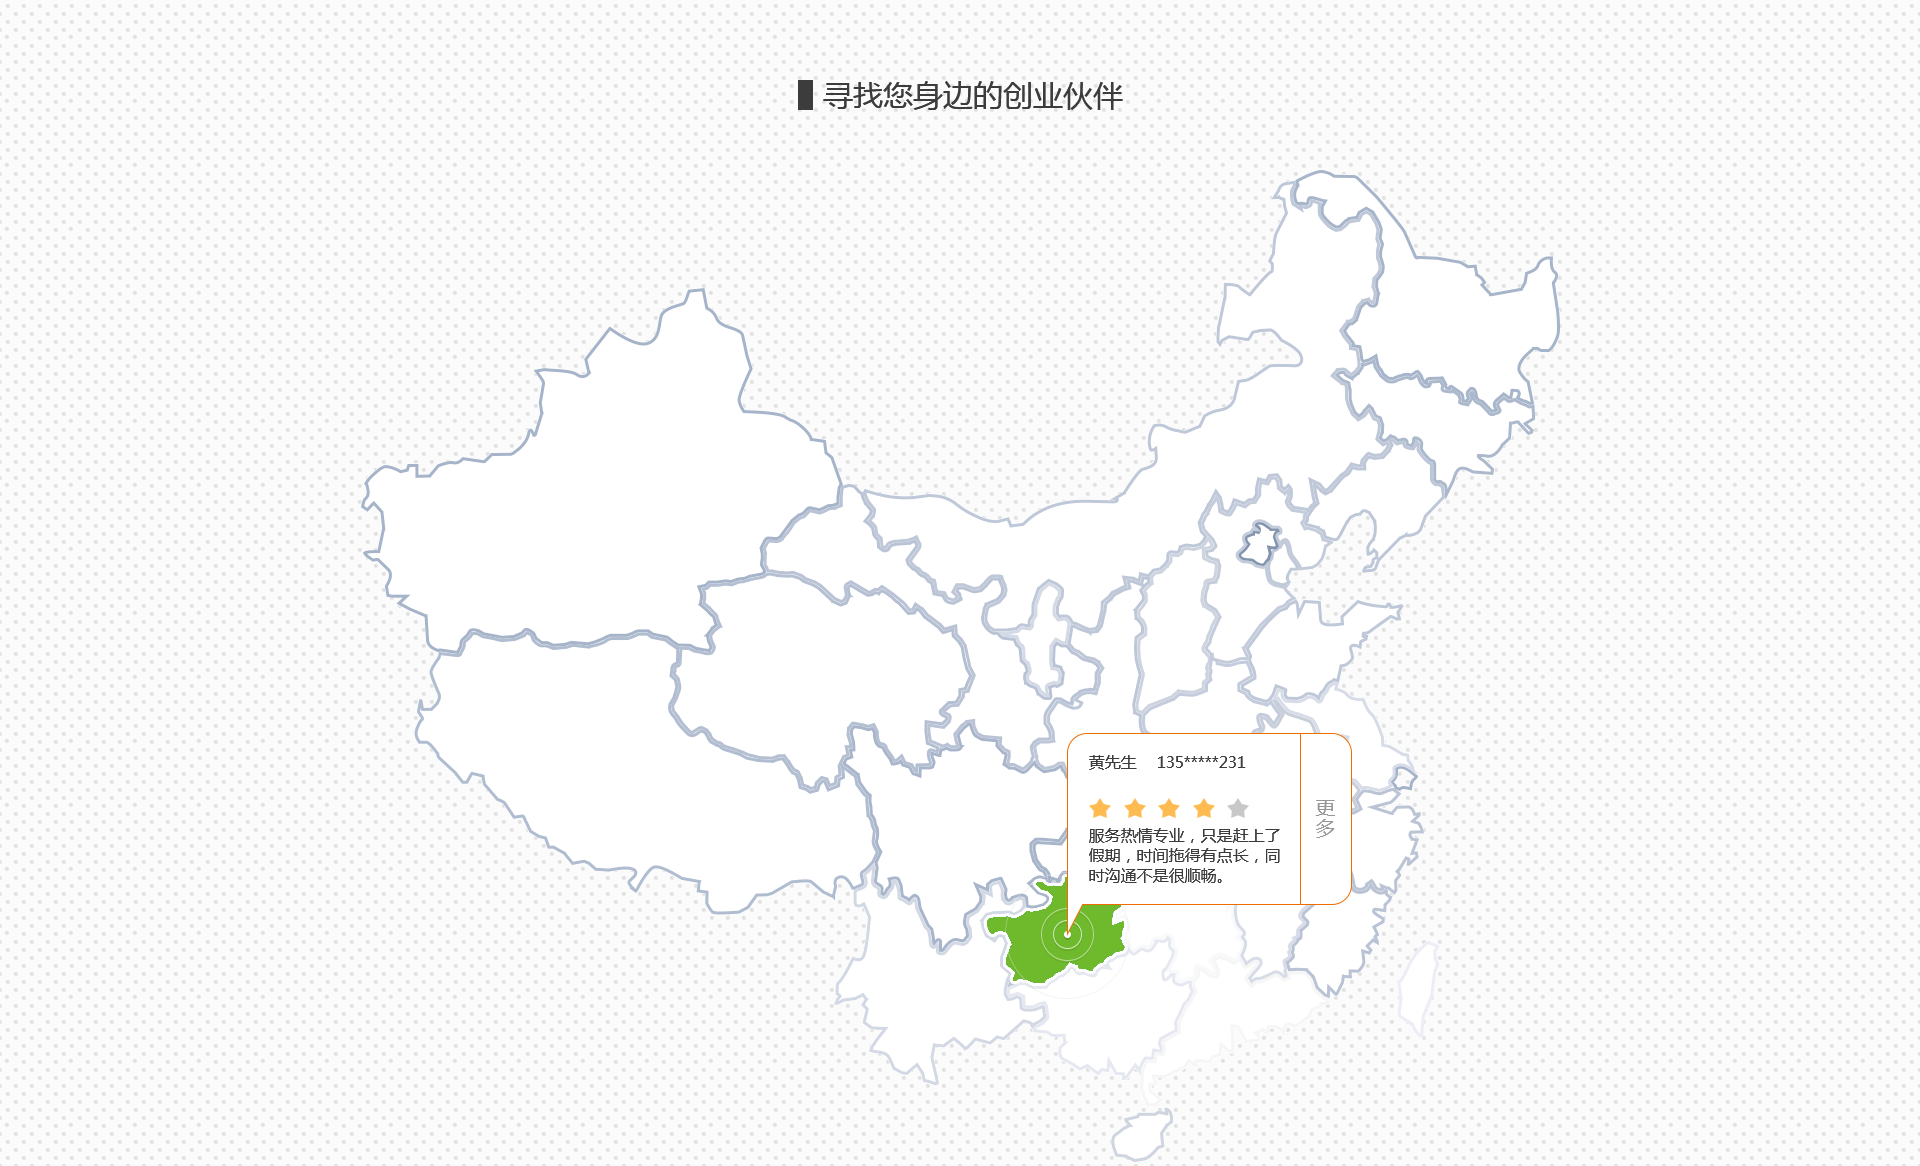 寻找您身边的创业伙伴
黄先生 135*****231
服务热情专业，只是赶上了
假期，时间拖得有点长，同
时沟通不是很顺畅。
更
多